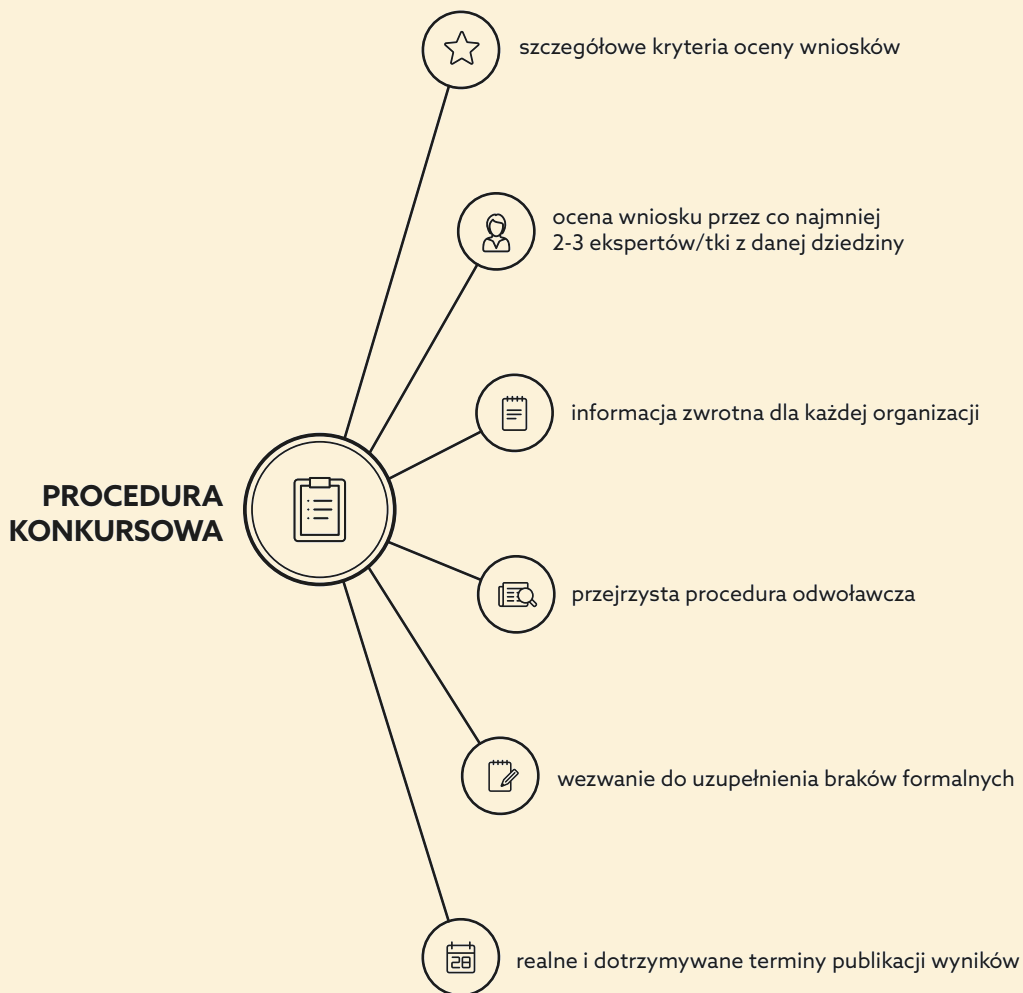 szczegółowe kryteria oceny wniosków
ocena wniosku przez co najmniej
2-3 ekspertów/tki z danej dziedziny
informacja zwrotna dla każdej organizacji
PROCEDURA
KONKURSOWA
przejrzysta procedura odwoławcza
wezwanie do uzupełnienia braków formalnych
28
realne i dotrzymywane terminy publikacji wyników